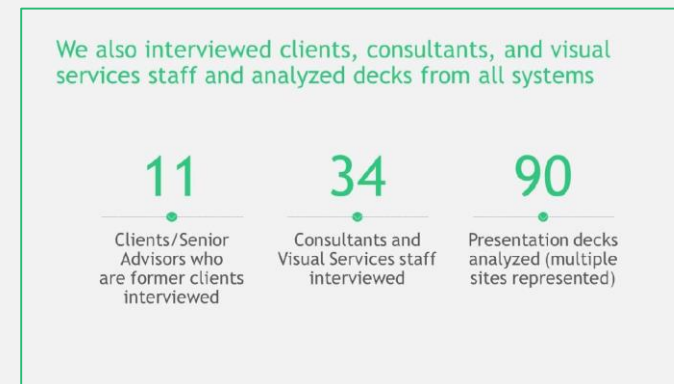 We also interviewed clients, consultants, and visual
services staff and analyzed decks from all systems
11
Clients/Senior
Advisors who
are former clients
interviewed
34
Consultants and
Visual Services staff
interviewed
90
Presentation decks
analyzed (multiple
sites represented)